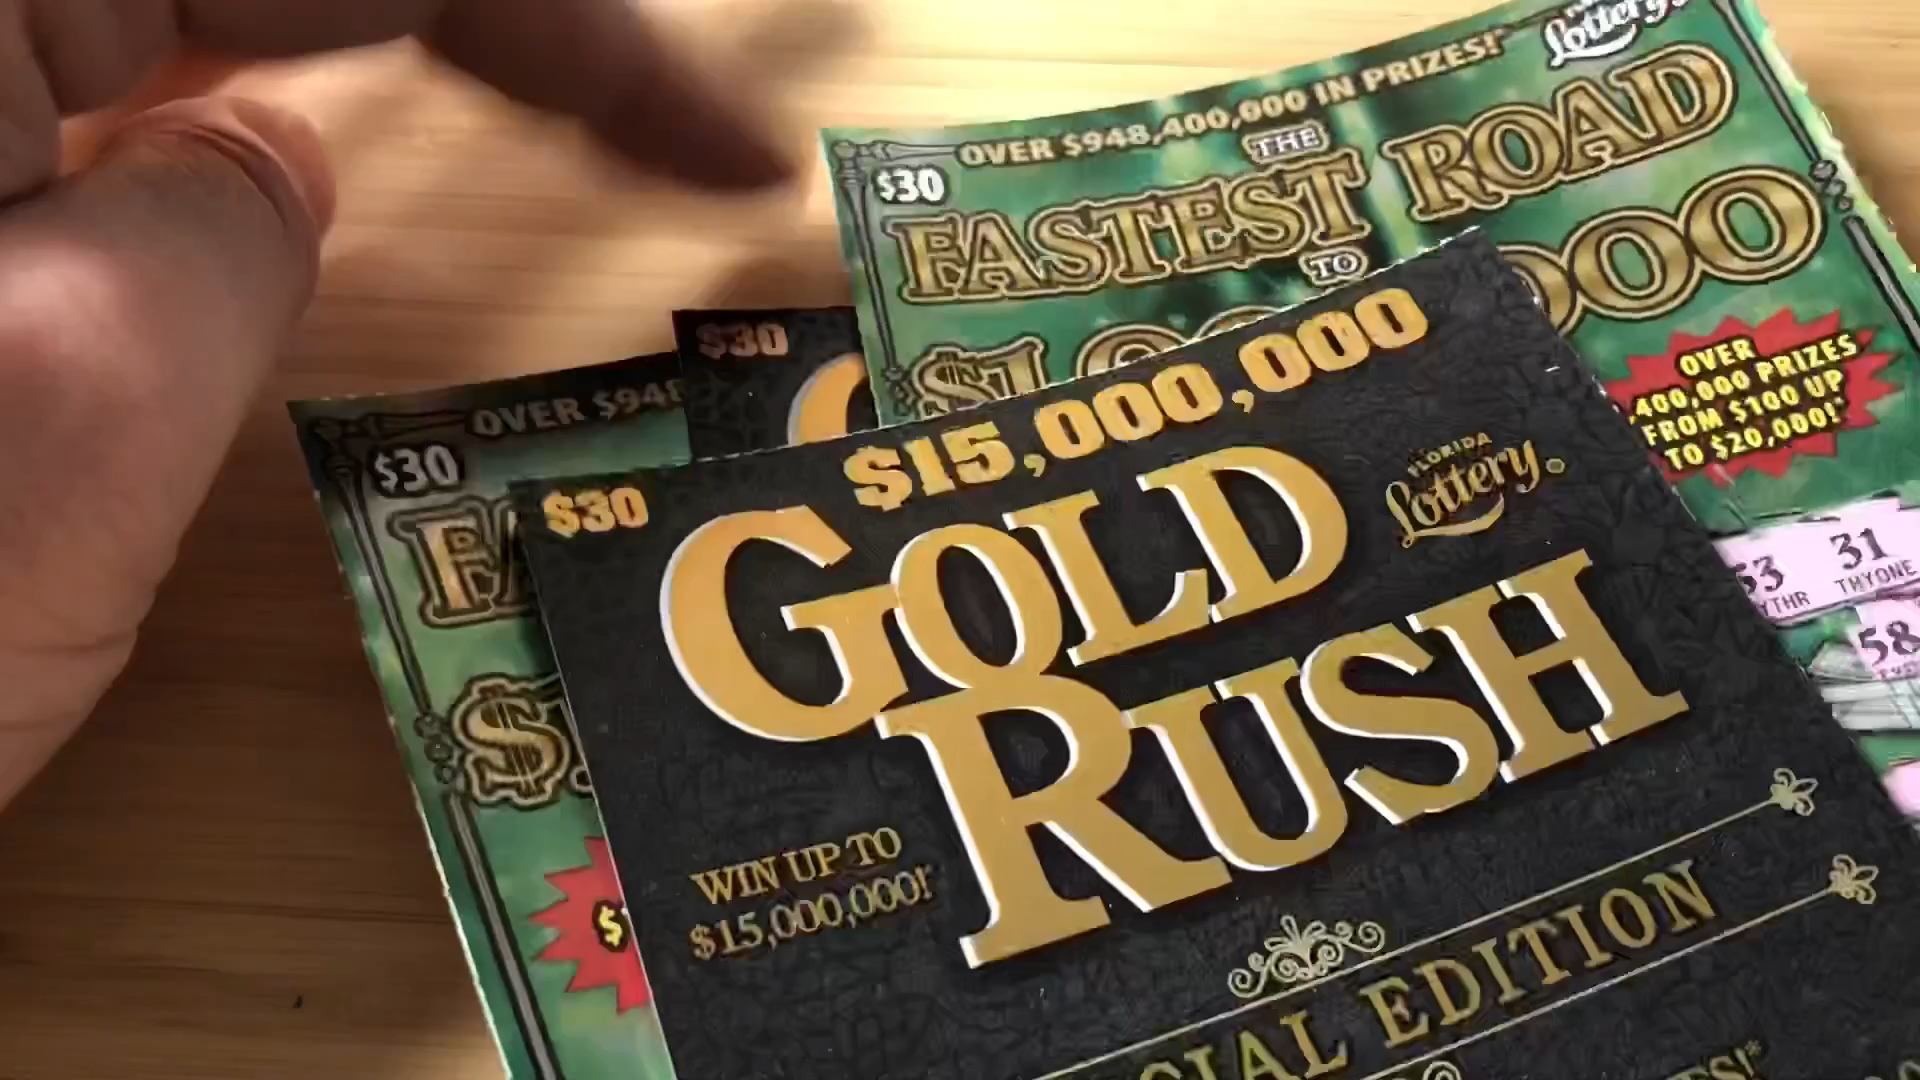 Lottery
OVER $948,400,000 IN PRIZES!*
$30
THE
FASTEST ROAD
TO
OVER
,400,000 PRIZES
FROM $100 UP
TO $20,000!*
53 31
YTHR THYONE
58
$30
OVER $948
$30
$15,000,000
$30
FLORIDA
Lottery
GOLD
RUSH
WIN UP TO
$15,000,000!*
EDITION